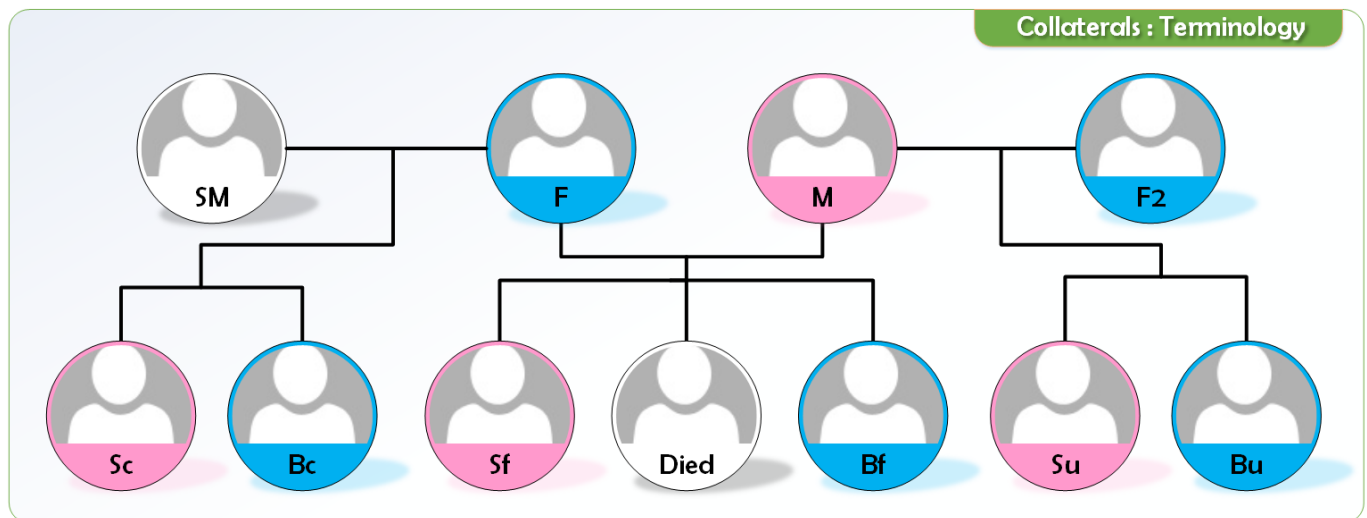 Collaterals : Terminology
SM
F
M
F2
Sc
Bc
Sf
Died
Bf
Su
Bu